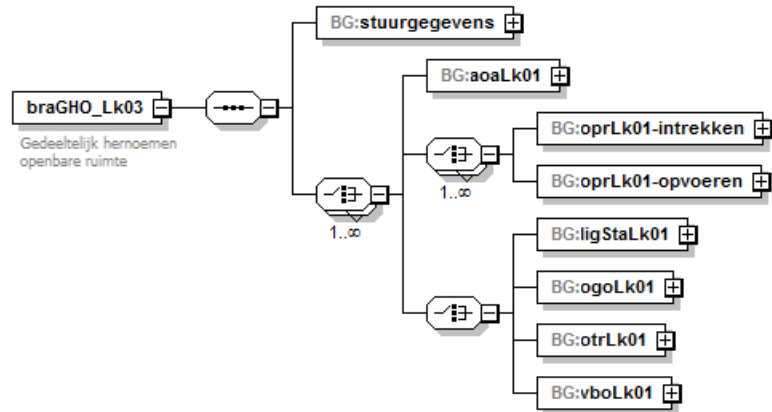 BG:stuurgegevens
BG:aoaLk01
braGHO_Lk03
Gedeeltelijk hernoemen
openbare ruimte
BG:oprLk01-intrekken
1..∞
BG:oprLk01-opvoeren
1..∞
BG:ligStaLk01
BG:ogoLk01
BG:otrLk01
BG:vboLk01